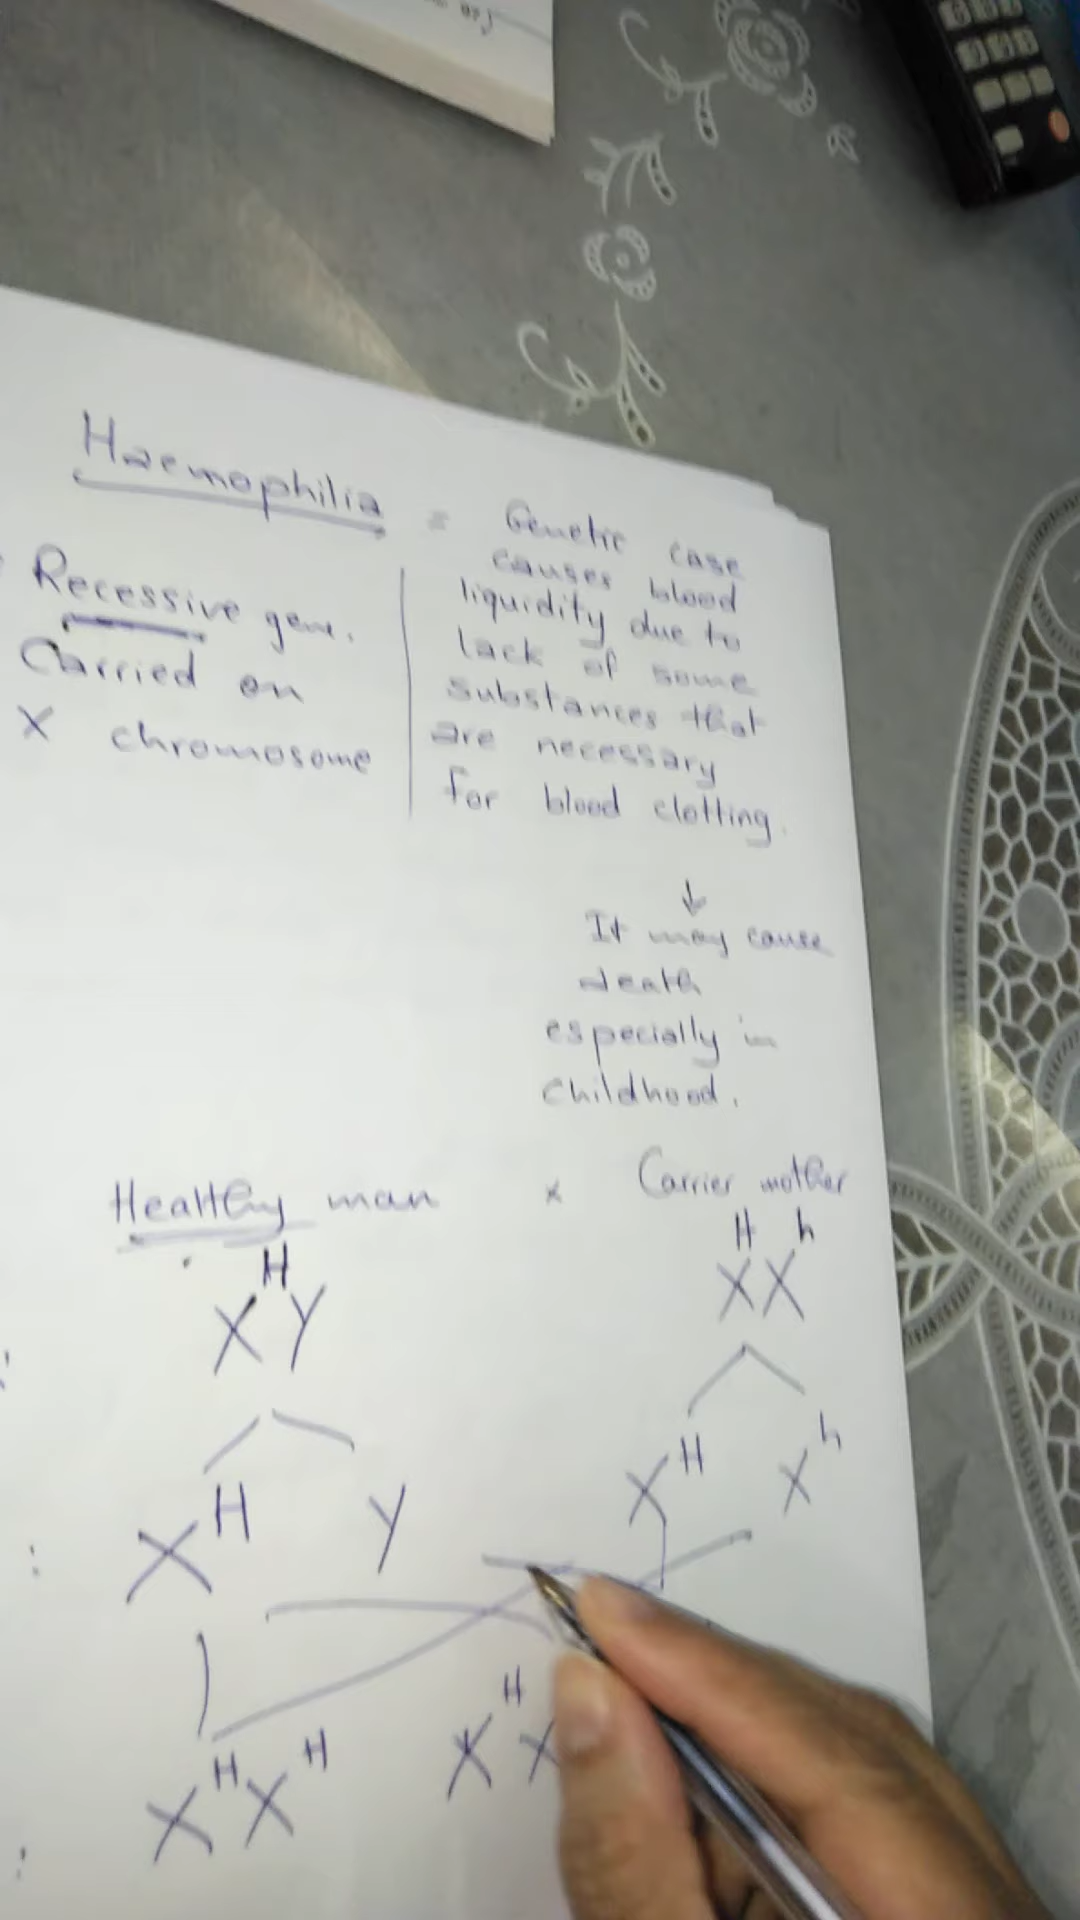 Haemophilia = Genetic case
causes blood
liquidity due to
lack of some
substances that
are necessary
for blood clotting.
Recessive gene.
Carried on
X chromosome
↓
It may cause
death
especially in
childhood.
Healthy man x Carrier mother
X^H Y X^H X^h
X^H Y X^H X^h
X^H X^H X^H X